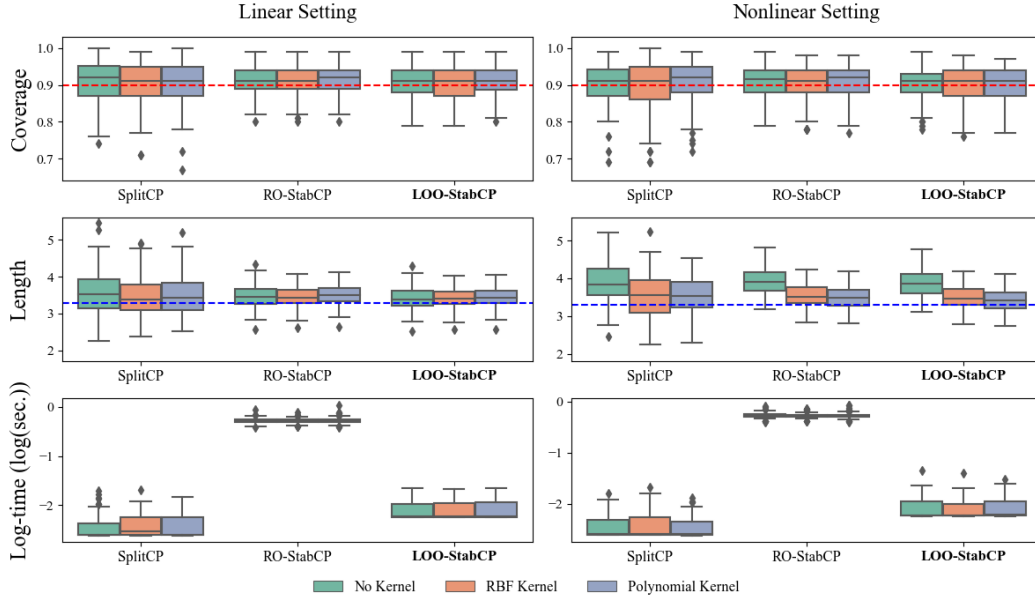 Linear Setting
Nonlinear Setting
Coverage
1.0
0.9
0.8
0.7
SplitCP
RO-StabCP
LOO-StabCP
1.0
0.9
0.8
0.7
SplitCP
RO-StabCP
LOO-StabCP
Length
5
4
3
2
SplitCP
RO-StabCP
LOO-StabCP
5
4
3
2
SplitCP
RO-StabCP
LOO-StabCP
Log-time (log(sec.))
0
−1
−2
SplitCP
RO-StabCP
LOO-StabCP
0
−1
−2
SplitCP
RO-StabCP
LOO-StabCP
No Kernel
RBF Kernel
Polynomial Kernel